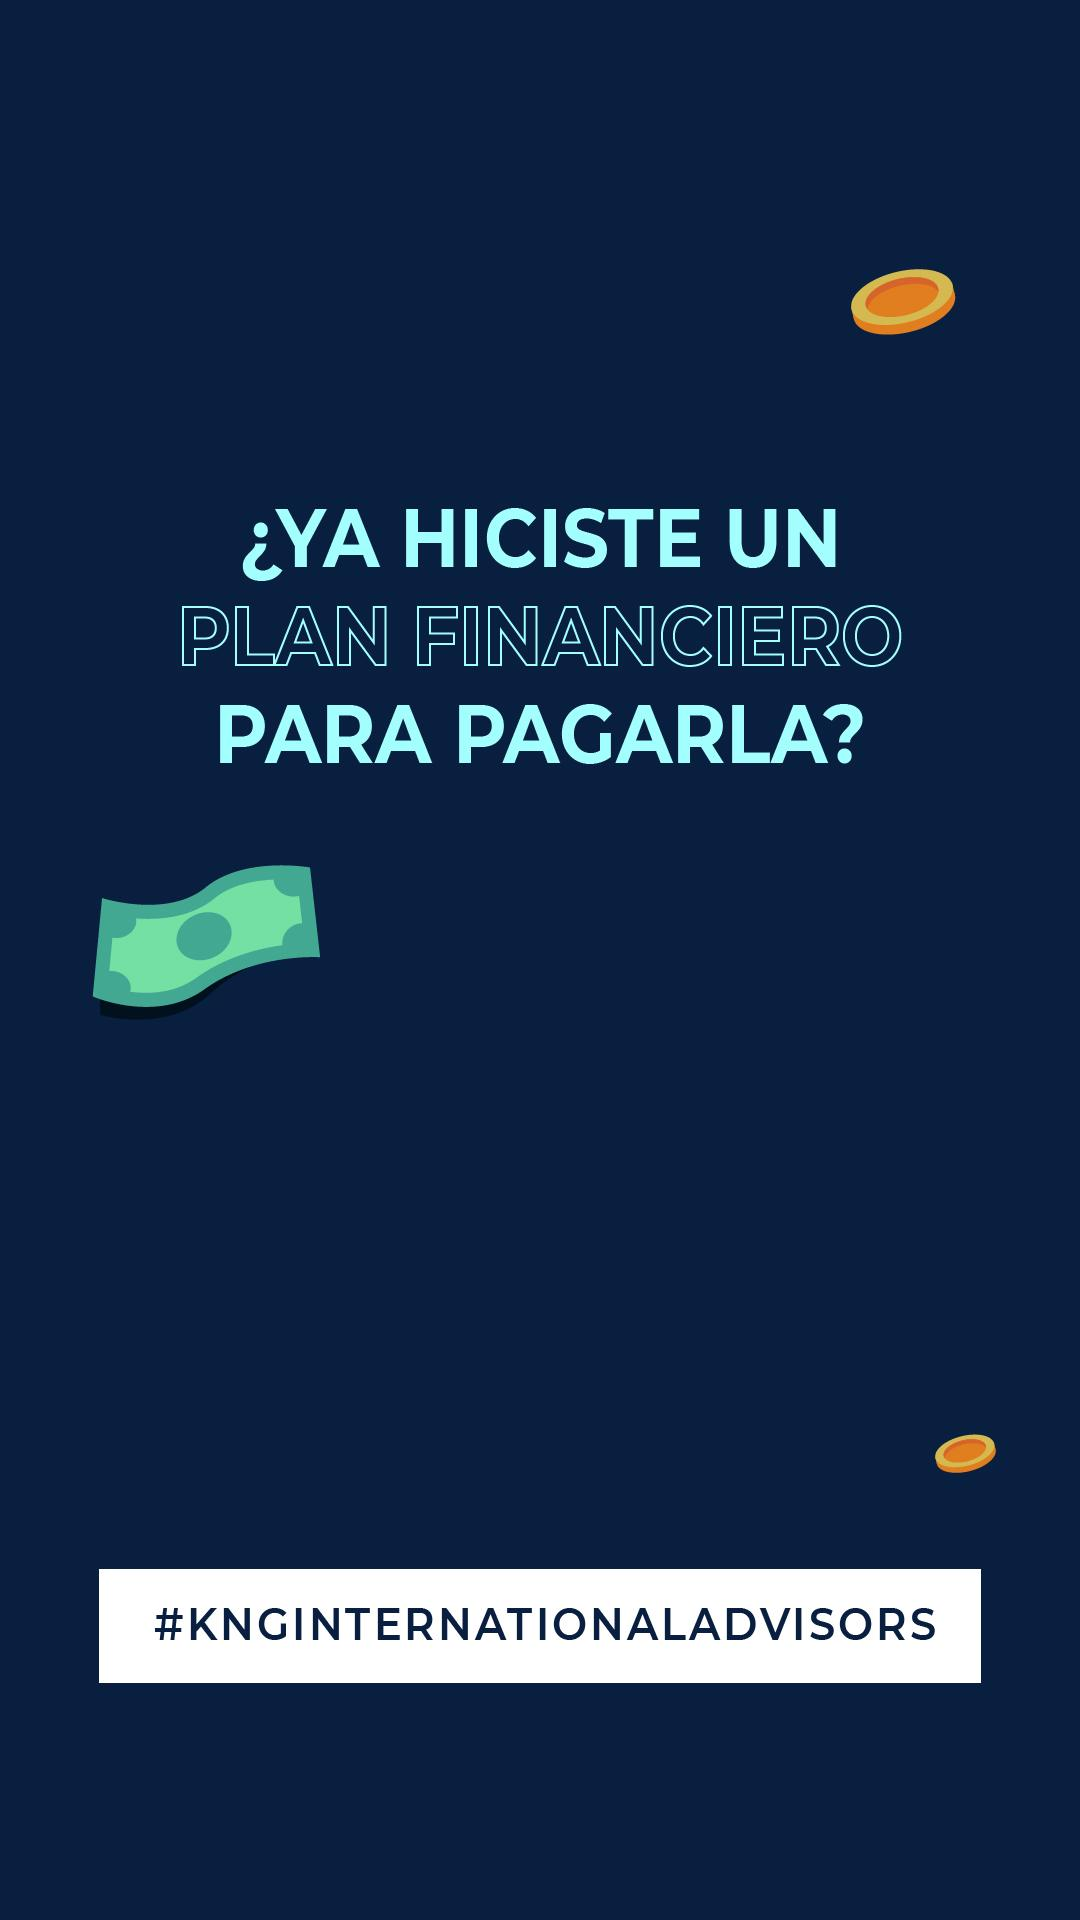 ¿YA HICISTE UN
PLAN FINANCIERO
PARA PAGARLA?
#KNGINTERNATIONALADVISORS